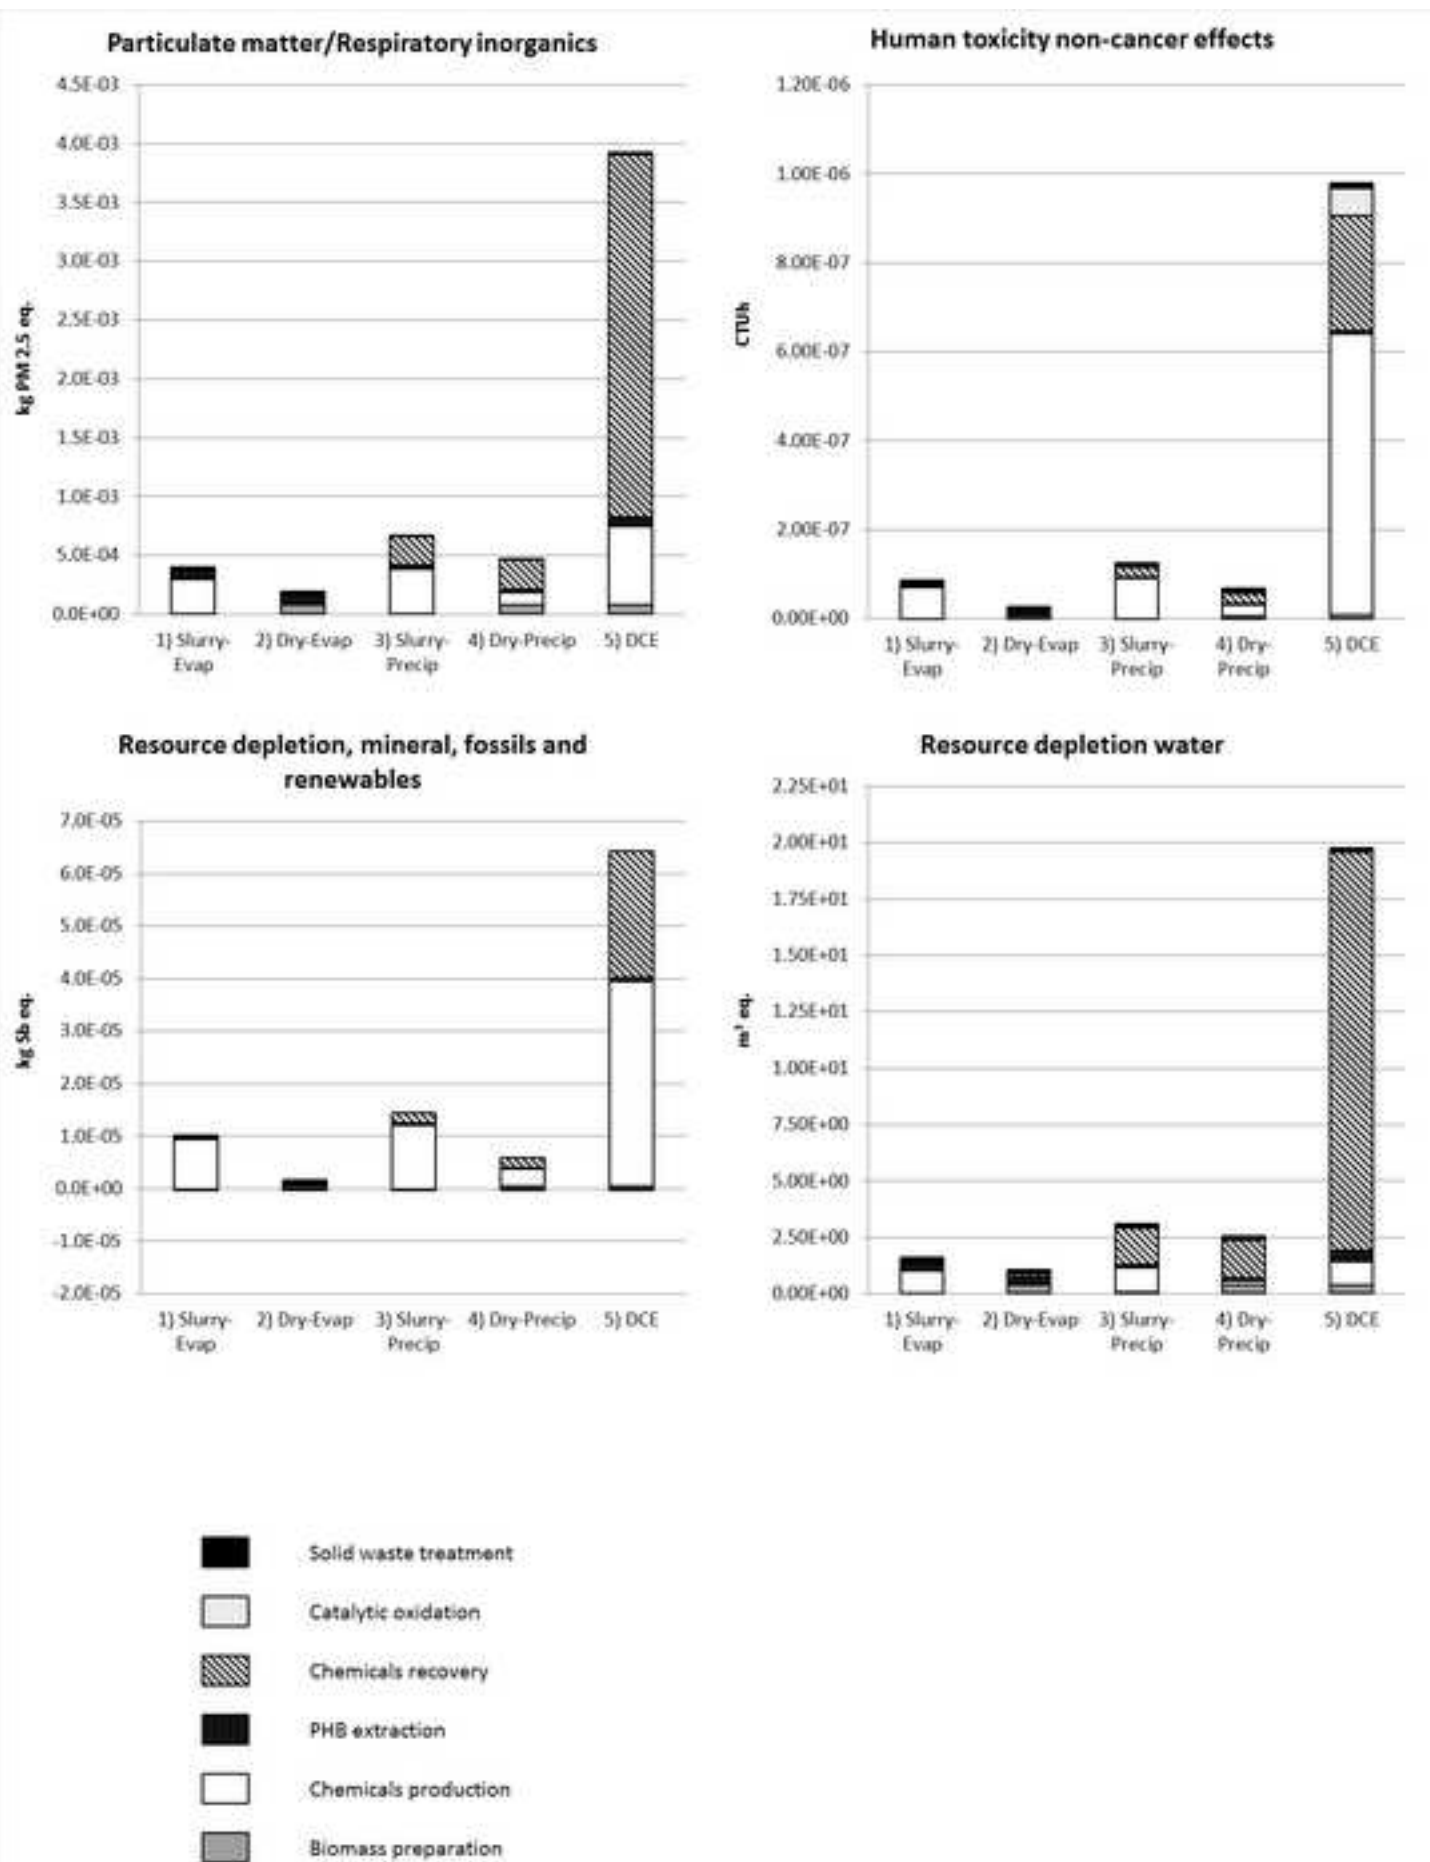 Particulate matter/Respiratory inorganics
4.5E-03
4.0E-03
3.5E-03
3.0E-03
2.5E-03
2.0E-03
1.5E-03
1.0E-03
5.0E-04
0.0E+00
kg PM 2.5 eq.
1) Slurry-
Evap
2) Dry-Evap
3) Slurry-
Precip
4) Dry-Precip
5) DCE
Human toxicity non-cancer effects
1.20E-06
1.00E-06
8.00E-07
6.00E-07
4.00E-07
2.00E-07
0.00E+00
CTUh
1) Slurry-
Evap
2) Dry-Evap
3) Slurry-
Precip
4) Dry-
Precip
5) DCE
Resource depletion, mineral, fossils and
renewables
7.0E-05
6.0E-05
5.0E-05
4.0E-05
3.0E-05
2.0E-05
1.0E-05
0.0E+00
-1.0E-05
-2.0E-05
kg Sb eq.
1) Slurry-
Evap
2) Dry-Evap
3) Slurry-
Precip
4) Dry-Precip
5) DCE
Resource depletion water
2.25E+01
2.00E+01
1.75E+01
1.50E+01
1.25E+01
1.00E+01
7.50E+00
5.00E+00
2.50E+00
0.00E+00
m³ eq.
1) Slurry-
Evap
2) Dry-Evap
3) Slurry-
Precip
4) Dry-
Precip
5) DCE
Solid waste treatment
Catalytic oxidation
Chemicals recovery
PHB extraction
Chemicals production
Biomass preparation